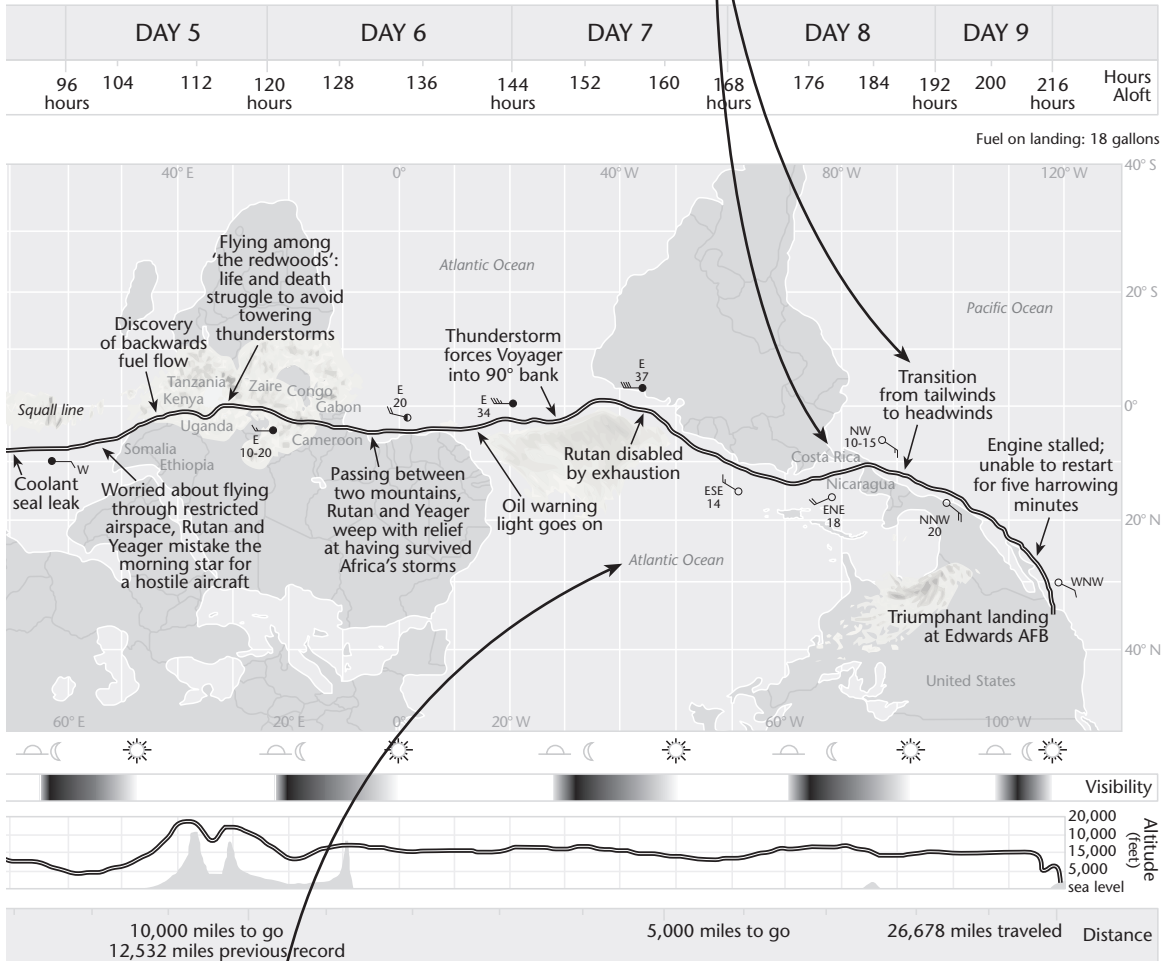 DAY 5
DAY 6
DAY 7
DAY 8
DAY 9
96
hours
104
112
120
hours
128
136
144
hours
152
160
168
hours
176
184
192
hours
200
216
hours
Hours
Aloft
Fuel on landing: 18 gallons
40° E
0°
40° W
80° W
120° W
40° S
20° S
0°
20° N
40° N
Flying among
‘the redwoods’:
life and death
struggle to avoid
towering
thunderstorms
Atlantic Ocean
Pacific Ocean
Discovery
of backwards
fuel flow
Thunderstorm
forces Voyager
into 90° bank
Squall line
Tanzania
Kenya
Zaire
Congo
Gabon
Uganda
Cameroon
Somalia
Ethiopia
E
20
E
34
E
37
E
10-20
W
Transition
from tailwinds
to headwinds
NW
10-15
Costa Rica
Nicaragua
Engine stalled;
unable to restart
for five harrowing
minutes
Coolant
seal leak
Worried about flying
through restricted
airspace, Rutan and
Yeager mistake the
morning star for
a hostile aircraft
Passing between
two mountains,
Rutan and Yeager
weep with relief
at having survived
Africa’s storms
Oil warning
light goes on
Rutan disabled
by exhaustion
ESE
14
ENE
18
NNW
20
WNW
Atlantic Ocean
Triumphant landing
at Edwards AFB
United States
60° E
20° E
0°
20° W
60° W
100° W
Visibility
20,000
10,000
15,000
5,000
sea level
Altitude
(feet)
10,000 miles to go
12,532 miles previous record
5,000 miles to go
26,678 miles traveled
Distance